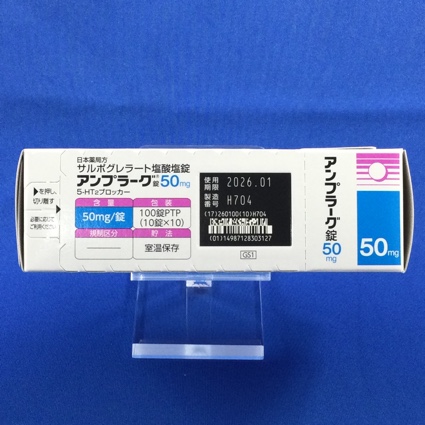 日本薬局方
サルポグレラート塩酸塩錠
アンプラーグ®錠50mg
5-HT₂ブロッカー
含量 包装
50mg/錠 100錠PTP
(10錠×10)
規制区分 貯法
室温保存
使用期限 2026.01
製造番号 H704
(17)260100(10)H704
(01)14987128303127
GS1
アンプラーグ錠50mg
50mg
を押し
切り離す